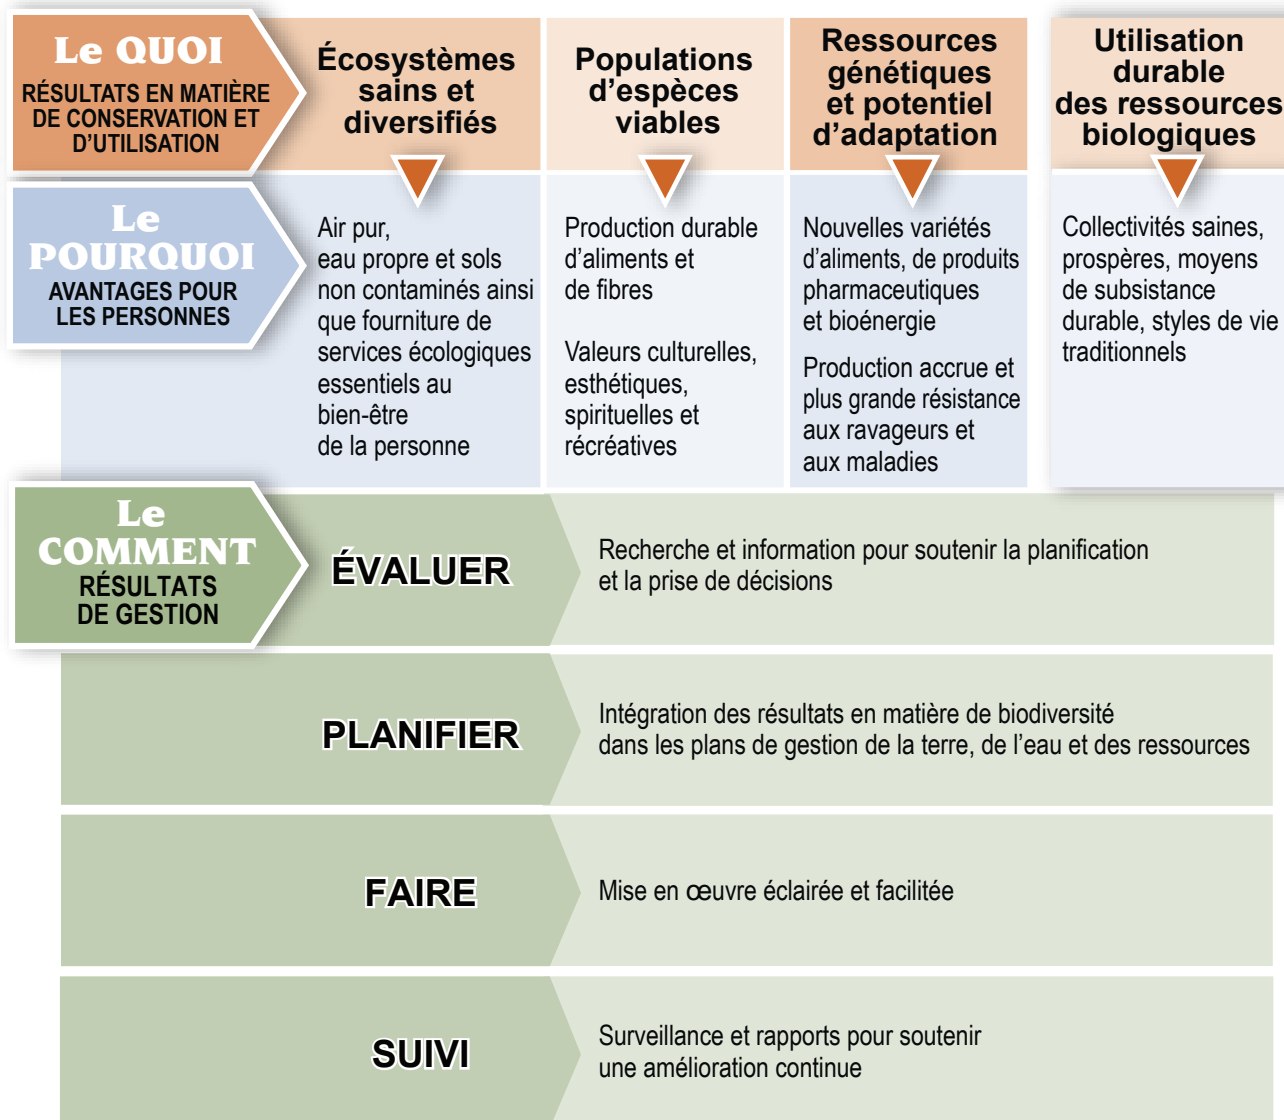 Le QUOI
RÉSULTATS EN MATIÈRE
DE CONSERVATION ET
D'UTILISATION
Écosystèmes
sains et
diversifiés
Populations
d'espèces
viables
Ressources
génétiques
et potentiel
d'adaptation
Utilisation
durable
des ressources
biologiques
Le
POURQUOI
AVANTAGES POUR
LES PERSONNES
Air pur,
eau propre et sols
non contaminés ainsi
que fourniture de
services écologiques
essentiels au
bien-être
de la personne
Production durable
d'aliments et
de fibres
Valeurs culturelles,
esthétiques,
spirituelles et
récréatives
Nouvelles variétés
d'aliments, de produits
pharmaceutiques
et bioénergie
Production accrue et
plus grande résistance
aux ravageurs et
aux maladies
Collectivités saines,
prospères, moyens
de subsistance
durable, styles de vie
traditionnels
Le
COMMENT
RÉSULTATS
DE GESTION
ÉVALUER
Recherche et information pour soutenir la planification
et la prise de décisions
PLANIFIER
Intégration des résultats en matière de biodiversité
dans les plans de gestion de la terre, de l'eau et des ressources
FAIRE
Mise en œuvre éclairée et facilitée
SUIVI
Surveillance et rapports pour soutenir
une amélioration continue